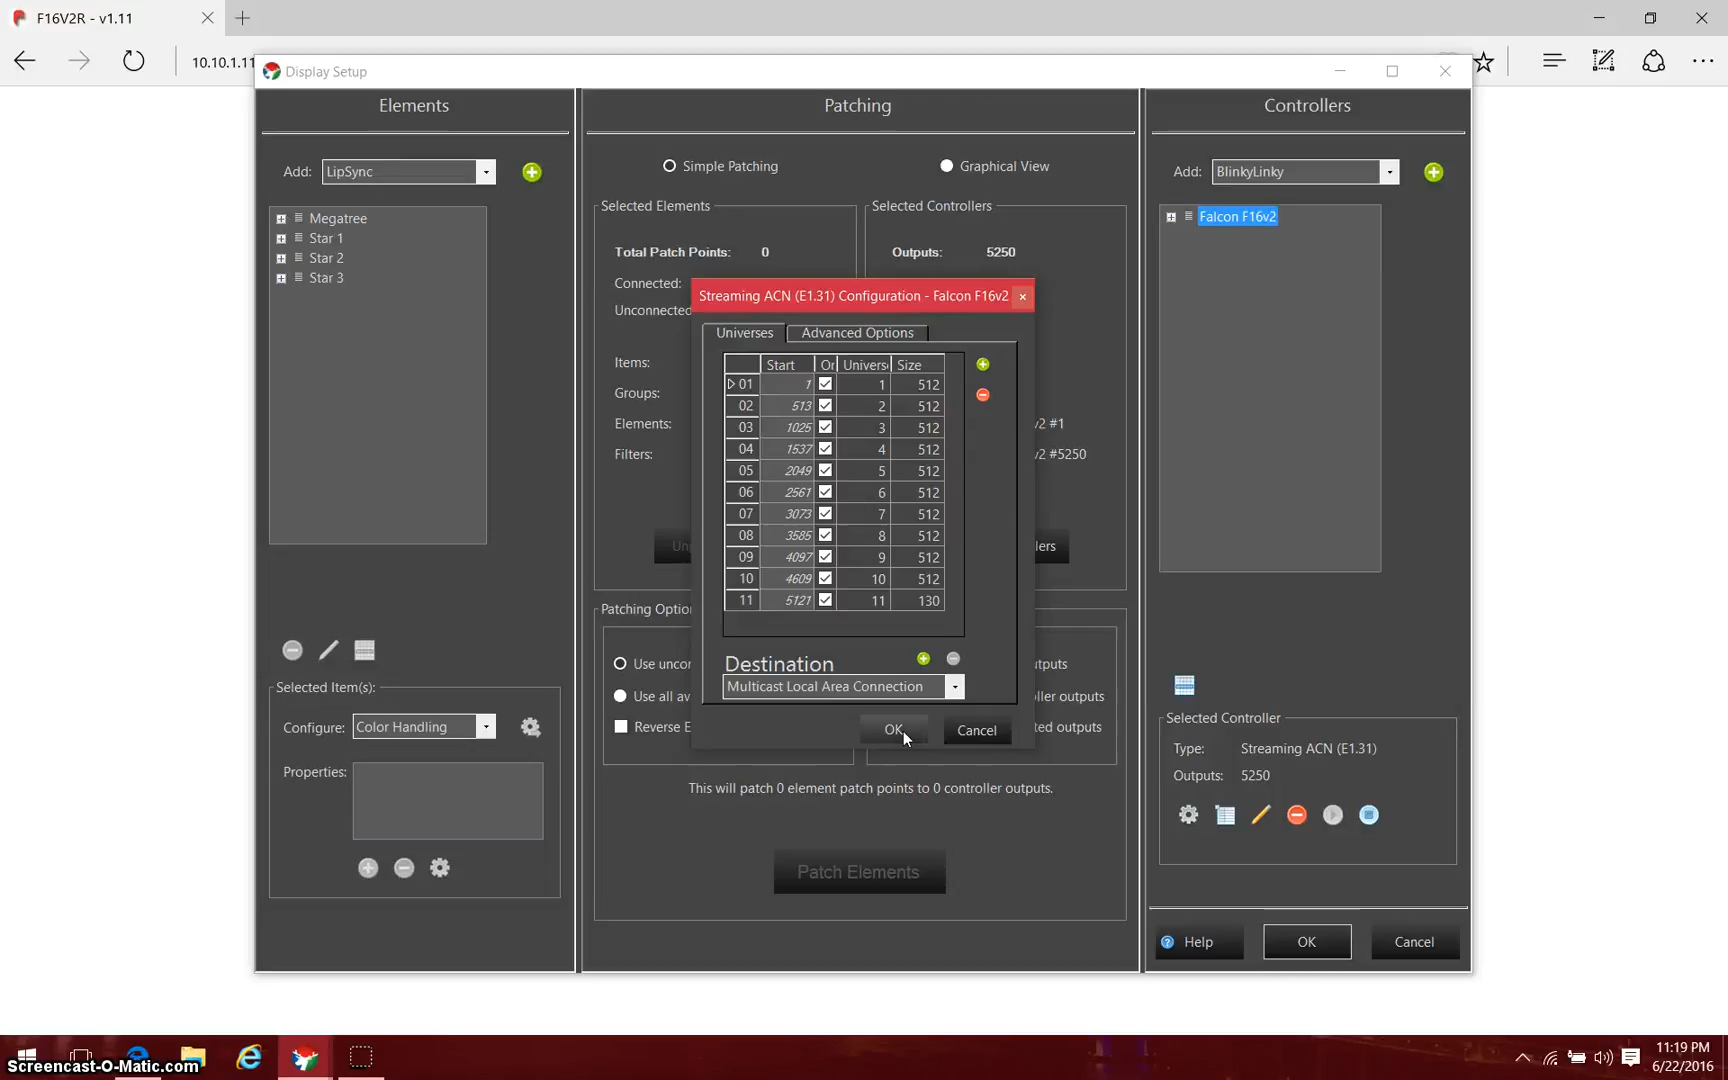 F16V2R - v1.11
10.10.1.11
Display Setup
Elements
Patching
Controllers
Add: LipSync
Simple Patching
Graphical View
Add: BlinkyLinky
Megatree
Star 1
Star 2
Star 3
Selected Elements
Selected Controllers
Falcon F16v2
Total Patch Points: 0
Outputs: 5250
Connected:
Unconnected
Streaming ACN (E1.31) Configuration - Falcon F16v2
Universes
Advanced Options
Items:
Groups:
Elements:
Filters:
v2 #1
v2 #5250
Start Or Universe Size
01 1 1 512
02 513 2 512
03 1025 3 512
04 1537 4 512
05 2049 5 512
06 2561 6 512
07 3073 7 512
08 3585 8 512
09 4097 9 512
10 4609 10 512
11 5121 11 130
Un
lers
Patching Optio
Use uncon
tputs
Use all av
ller outputs
Reverse E
ted outputs
Destination
Multicast Local Area Connection
OK
Cancel
This will patch 0 element patch points to 0 controller outputs.
Patch Elements
Selected Item(s):
Configure: Color Handling
Properties:
Selected Controller
Type: Streaming ACN (E1.31)
Outputs: 5250
Help
OK
Cancel
Screencast-O-Matic.com
11:19 PM
6/22/2016